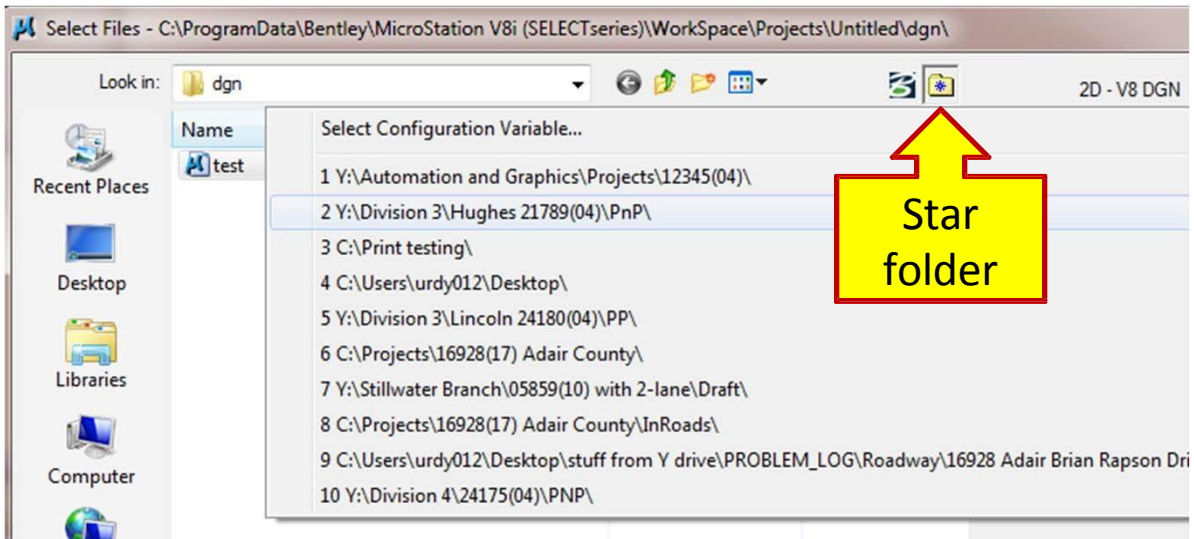 Select Files - C:\ProgramData\Bentley\MicroStation V8i (SELECTseries)\WorkSpace\Projects\Untitled\dgn\
Look in: dgn 2D - V8 DGN
Name
test
Select Configuration Variable...
1 Y:\Automation and Graphics\Projects\12345(04)\
2 Y:\Division 3\Hughes 21789(04)\PnP\
3 C:\Print testing\
4 C:\Users\urdy012\Desktop\
5 Y:\Division 3\Lincoln 24180(04)\PP\
6 C:\Projects\16928(17) Adair County\
7 Y:\Stillwater Branch\05859(10) with 2-lane\Draft\
8 C:\Projects\16928(17) Adair County\InRoads\
9 C:\Users\urdy012\Desktop\stuff from Y drive\PROBLEM_LOG\Roadway\16928 Adair Brian Rapson Dri
10 Y:\Division 4\24175(04)\PNP\
Recent Places
Desktop
Libraries
Computer
Star
folder